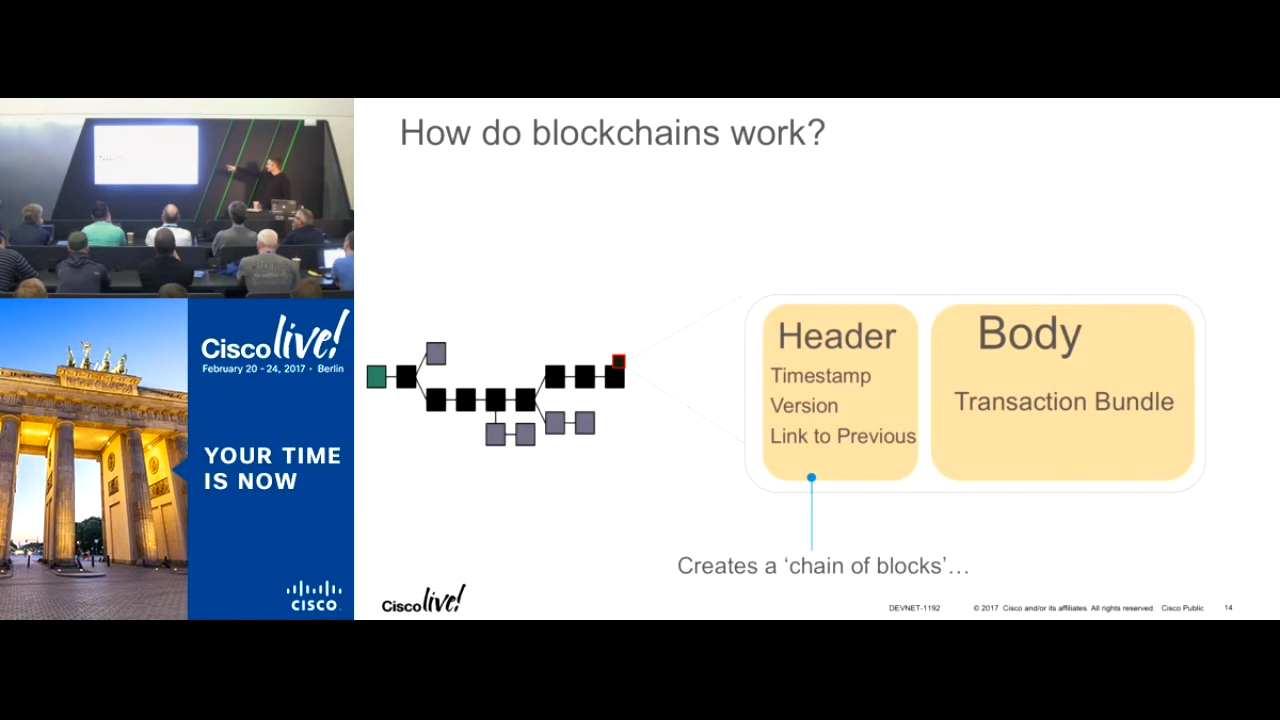 How do blockchains work?
Cisco live!
February 20 - 24, 2017 • Berlin
YOUR TIME
IS NOW
CISCO
Header
Timestamp
Version
Link to Previous
Body
Transaction Bundle
Creates a ‘chain of blocks’…
Cisco live!
DEVNET-1192
© 2017 Cisco and/or its affiliates. All rights reserved. Cisco Public
14